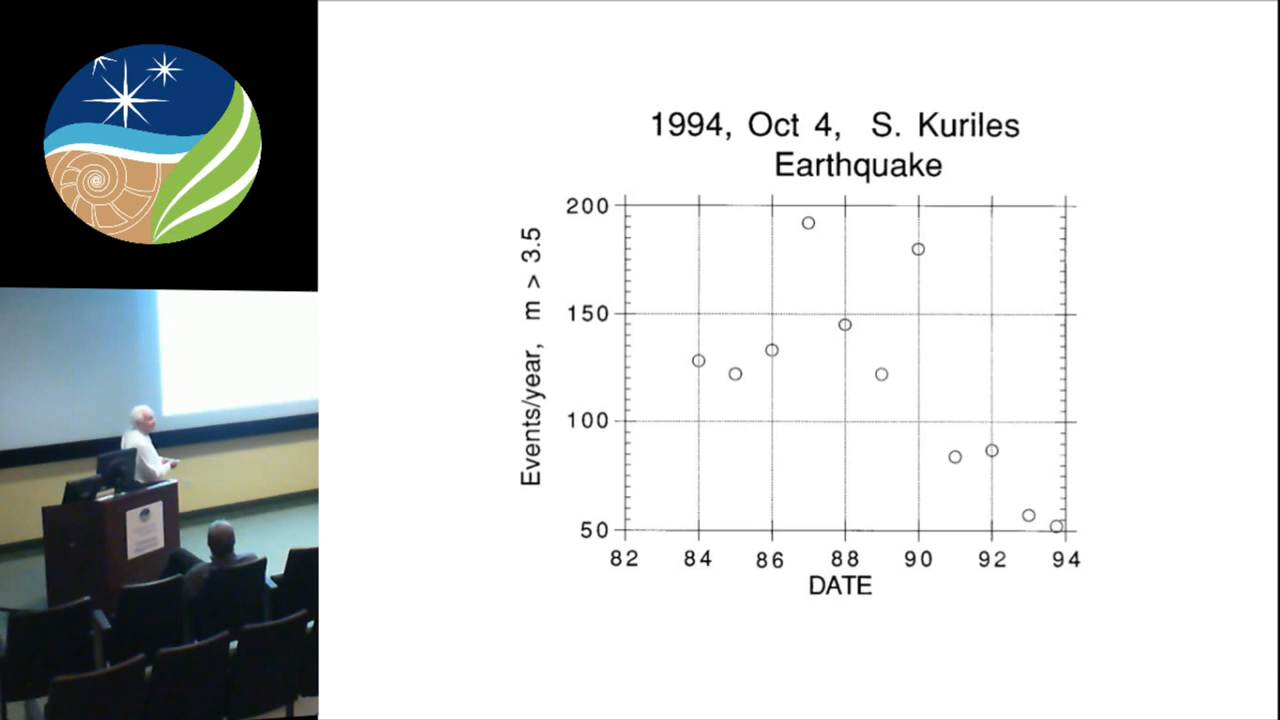 1994, Oct 4, S. Kuriles
Earthquake
Events/year, m > 3.5
200
150
100
50
82 84 86 88 90 92 94
DATE